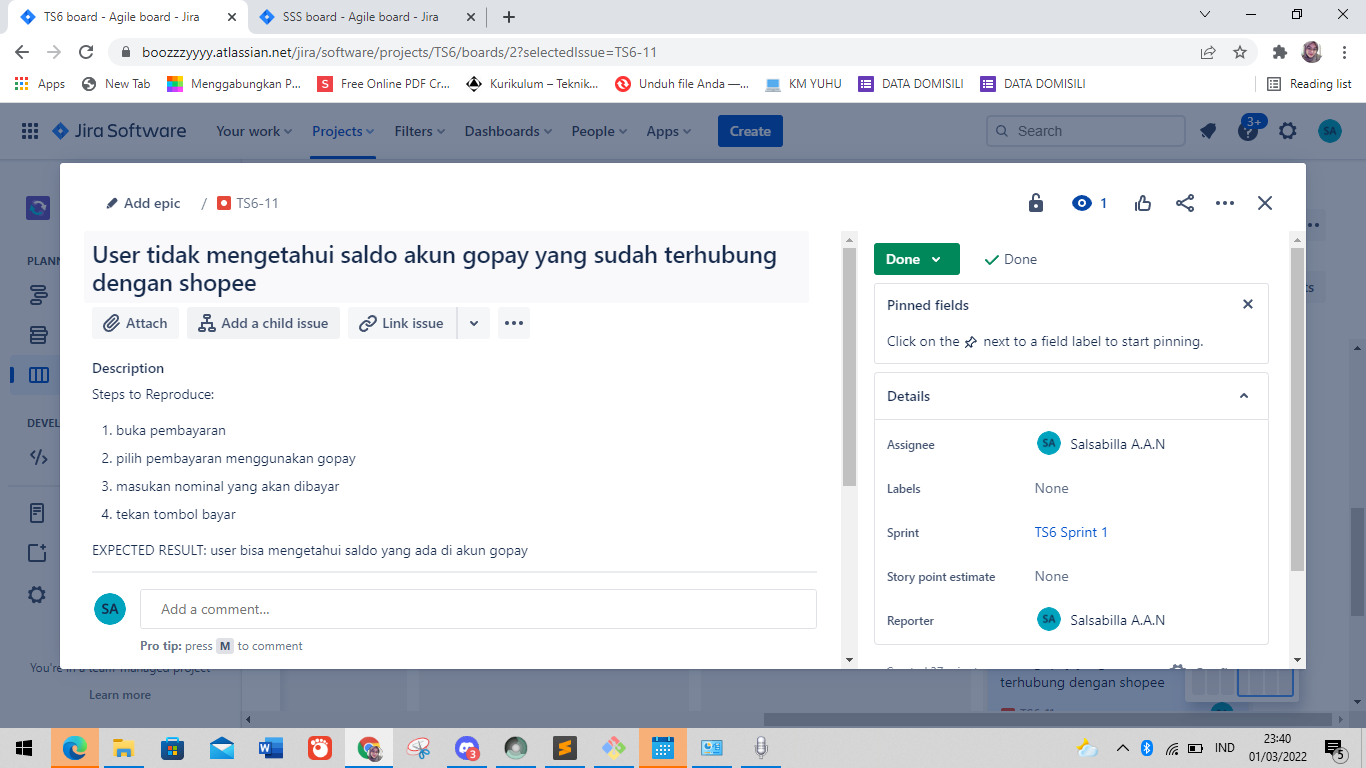 TS6 board - Agile board - Jira
SSS board - Agile board - Jira
boozzzyyyy.atlassian.net/jira/software/projects/TS6/boards/2?selectedIssue=TS6-11
Apps
New Tab
Menggabungkan P...
Free Online PDF Cr...
Kurikulum – Teknik...
Unduh file Anda —...
KM YUHU
DATA DOMISILI
DATA DOMISILI
Reading list
Jira Software
Your work
Projects
Filters
Dashboards
People
Apps
Create
Search
3+
SA
Add epic
/
TS6-11
1
User tidak mengetahui saldo akun gopay yang sudah terhubung
dengan shopee
Attach
Add a child issue
Link issue
Description
Steps to Reproduce:
1. buka pembayaran
2. pilih pembayaran menggunakan gopay
3. masukan nominal yang akan dibayar
4. tekan tombol bayar
EXPECTED RESULT: user bisa mengetahui saldo yang ada di akun gopay
SA
Add a comment...
Pro tip: press M to comment
Done
Done
Pinned fields
Click on the next to a field label to start pinning.
Details
Assignee
SA
Salsabilla A.A.N
Labels
None
Sprint
TS6 Sprint 1
Story point estimate
None
Reporter
SA
Salsabilla A.A.N
PLANN
DEVEL
You're in a team-managed project
Learn more
terhubung dengan shopee
3
IND
23:40
01/03/2022
5